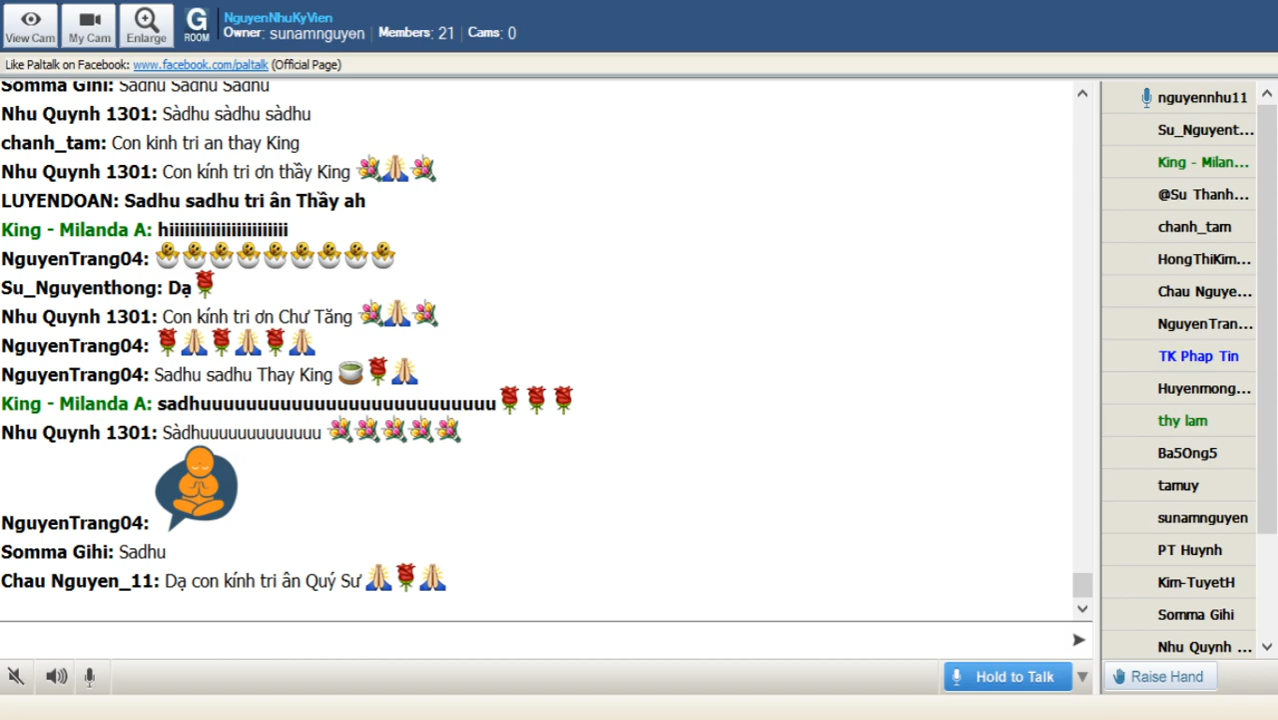 View Cam
My Cam
Enlarge
G
ROOM
NguyenNhuKyVien
Owner: sunamnguyen | Members: 21 | Cams: 0
Like Paltalk on Facebook: www.facebook.com/paltalk (Official Page)
Somma Gihi: Sadhu Sadhu Sadhu
Nhu Quynh 1301: Sàdhu sàdhu sàdhu
chanh_tam: Con kinh tri an thay King
Nhu Quynh 1301: Con kính tri ơn thầy King 💐🙏💐
LUYENDOAN: Sadhu sadhu tri ân Thầy ah
King - Milanda A: hiiiiiiiiiiiiiiiiiiiiiii
NguyenTrang04: 🐣🐣🐣🐣🐣🐣🐣🐣🐣
Su_Nguyenthong: Dạ🌹
Nhu Quynh 1301: Con kính tri ơn Chư Tăng 💐🙏💐
NguyenTrang04: 🌹🙏🌹🙏🌹🙏
NguyenTrang04: Sadhu sadhu Thay King 🍵🌹🙏
King - Milanda A: sadhuuuuuuuuuuuuuuuuuuuuuuuuuu🌹🌹🌹
Nhu Quynh 1301: Sàdhuuuuuuuuuuuuu 💐💐💐💐💐
NguyenTrang04:
Somma Gihi: Sadhu
Chau Nguyen_11: Dạ con kính tri ân Quý Sư 🙏🌹🙏
Hold to Talk
nguyennhu11
Su_Nguyent...
King - Milan...
@Su Thanh...
chanh_tam
HongThiKim...
Chau Nguye...
NguyenTran...
TK Phap Tin
Huyenmong...
thy lam
Ba5Ong5
tamuy
sunamnguyen
PT Huynh
Kim-TuyetH
Somma Gihi
Nhu Quynh ...
Raise Hand